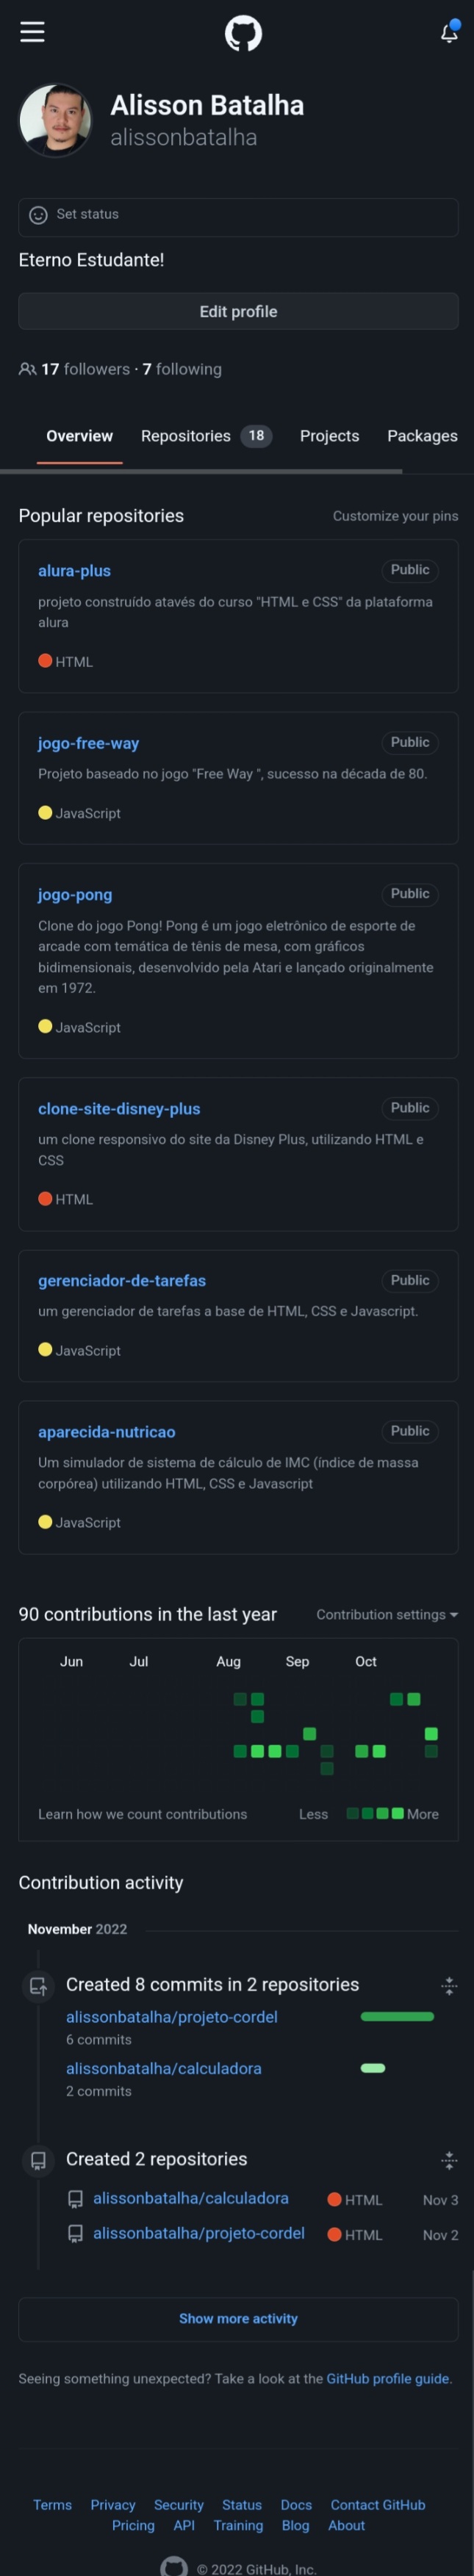 Alisson Batalha
alissonbatalha
Set status
Eterno Estudante!
Edit profile
17 followers · 7 following
Overview Repositories 18 Projects Packages
Popular repositories Customize your pins
alura-plus Public
projeto construído atavés do curso "HTML e CSS" da plataforma
alura
HTML
jogo-free-way Public
Projeto baseado no jogo "Free Way ", sucesso na década de 80.
JavaScript
jogo-pong Public
Clone do jogo Pong! Pong é um jogo eletrônico de esporte de
arcade com temática de tênis de mesa, com gráficos
bidimensionais, desenvolvido pela Atari e lançado originalmente
em 1972.
JavaScript
clone-site-disney-plus Public
um clone responsivo do site da Disney Plus, utilizando HTML e
CSS
HTML
gerenciador-de-tarefas Public
um gerenciador de tarefas a base de HTML, CSS e Javascript.
JavaScript
aparecida-nutricao Public
Um simulador de sistema de cálculo de IMC (índice de massa
corpórea) utilizando HTML, CSS e Javascript
JavaScript
90 contributions in the last year Contribution settings
Jun Jul Aug Sep Oct
Learn how we count contributions Less More
Contribution activity
November 2022
Created 8 commits in 2 repositories
alissonbatalha/projeto-cordel
6 commits
alissonbatalha/calculadora
2 commits
Created 2 repositories
alissonbatalha/calculadora HTML Nov 3
alissonbatalha/projeto-cordel HTML Nov 2
Show more activity
Seeing something unexpected? Take a look at the GitHub profile guide.
Terms Privacy Security Status Docs Contact GitHub
Pricing API Training Blog About
© 2022 GitHub, Inc.